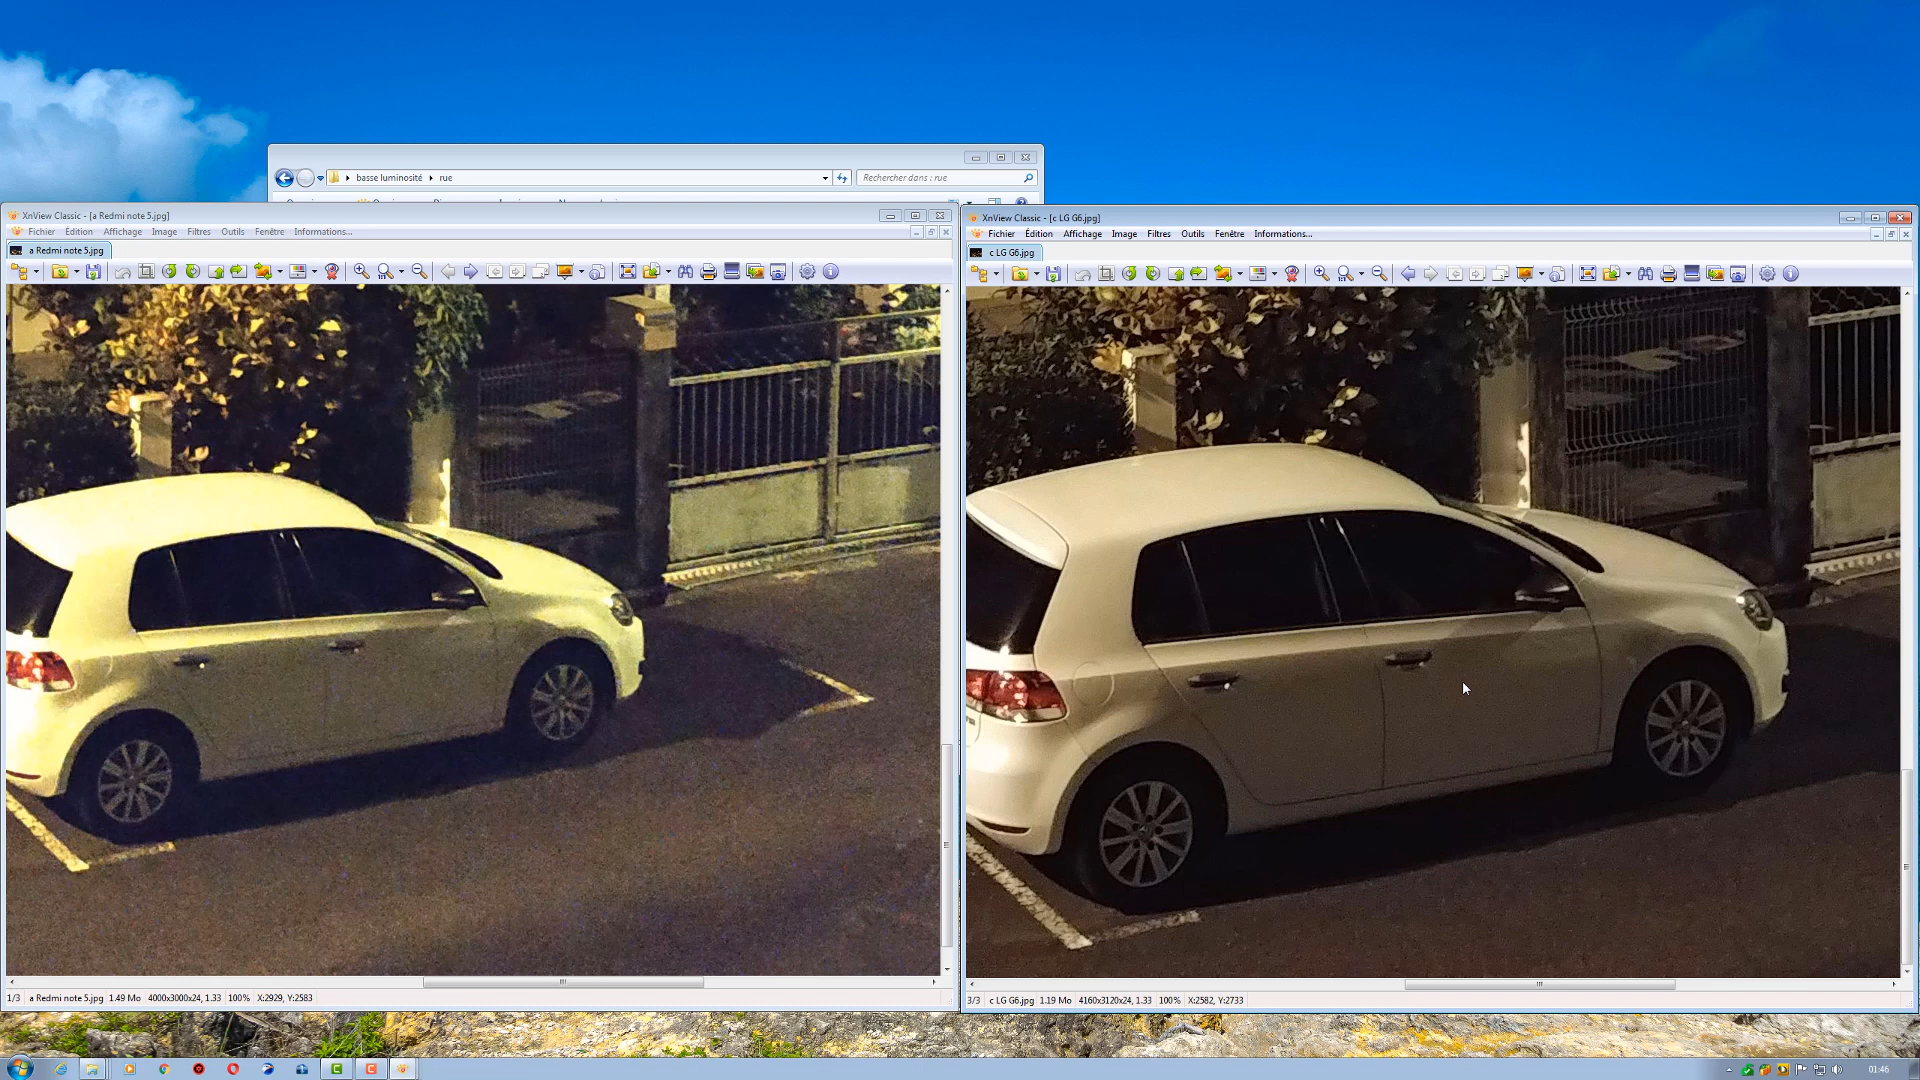 basse luminosité rue
Rechercher dans : rue
XnView Classic - [a Redmi note 5.jpg]
Fichier Édition Affichage Image Filtres Outils Fenêtre Informations...
a Redmi note 5.jpg
1/3 a Redmi note 5.jpg 1.49 Mo 4000x3000x24, 1.33 100% X:2929, Y:2583
XnView Classic - [c LG G6.jpg]
Fichier Édition Affichage Image Filtres Outils Fenêtre Informations...
c LG G6.jpg
3/3 c LG G6.jpg 1.19 Mo 4160x3120x24, 1.33 100% X:2582, Y:2733
01:46